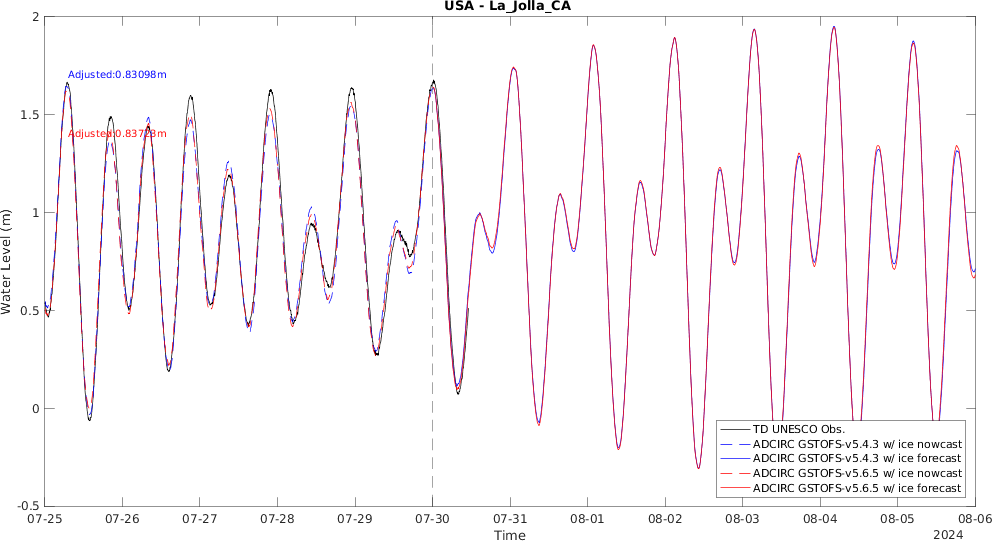 USA - La_Jolla_CA
2
1.5
1
0.5
0
-0.5
Water Level (m)
Adjusted:0.83098m
Adjusted:0.83723m
TD UNESCO Obs.
ADCIRC GSTOFS-v5.4.3 w/ ice nowcast
ADCIRC GSTOFS-v5.4.3 w/ ice forecast
ADCIRC GSTOFS-v5.6.5 w/ ice nowcast
ADCIRC GSTOFS-v5.6.5 w/ ice forecast
07-25 07-26 07-27 07-28 07-29 07-30 07-31 08-01 08-02 08-03 08-04 08-05 08-06
Time
2024